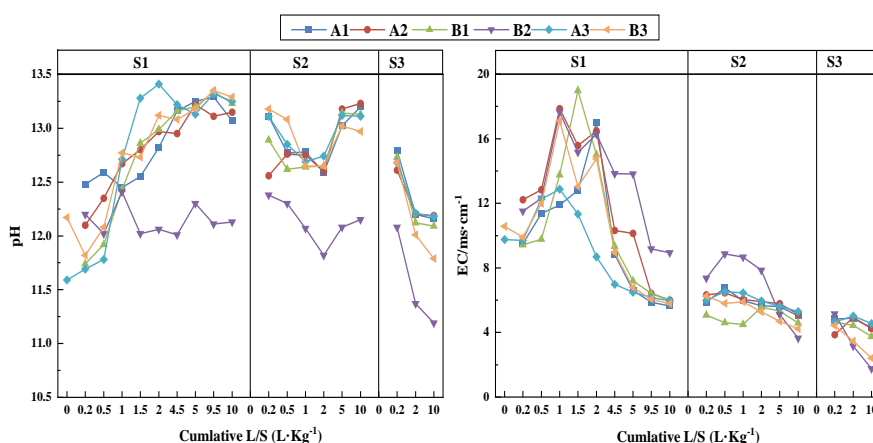 A1 A2 B1 B2 A3 B3
S1 S2 S3
13.5
13.0
12.5
12.0
11.5
11.0
10.5
pH
0 0.2 0.5 1 1.5 2 4.5 5 9.5 10 0 0.2 0.5 1 2 5 10 0 0.2 2 10
Cumlative L/S (L·Kg⁻¹)
S1 S2 S3
20
16
12
8
4
0
EC/ms·cm⁻¹
0 0.2 0.5 1 1.5 2 4.5 5 9.5 10 0 0.2 0.5 1 2 5 10 0 0.2 2 10
Cumlative L/S (L·Kg⁻¹)